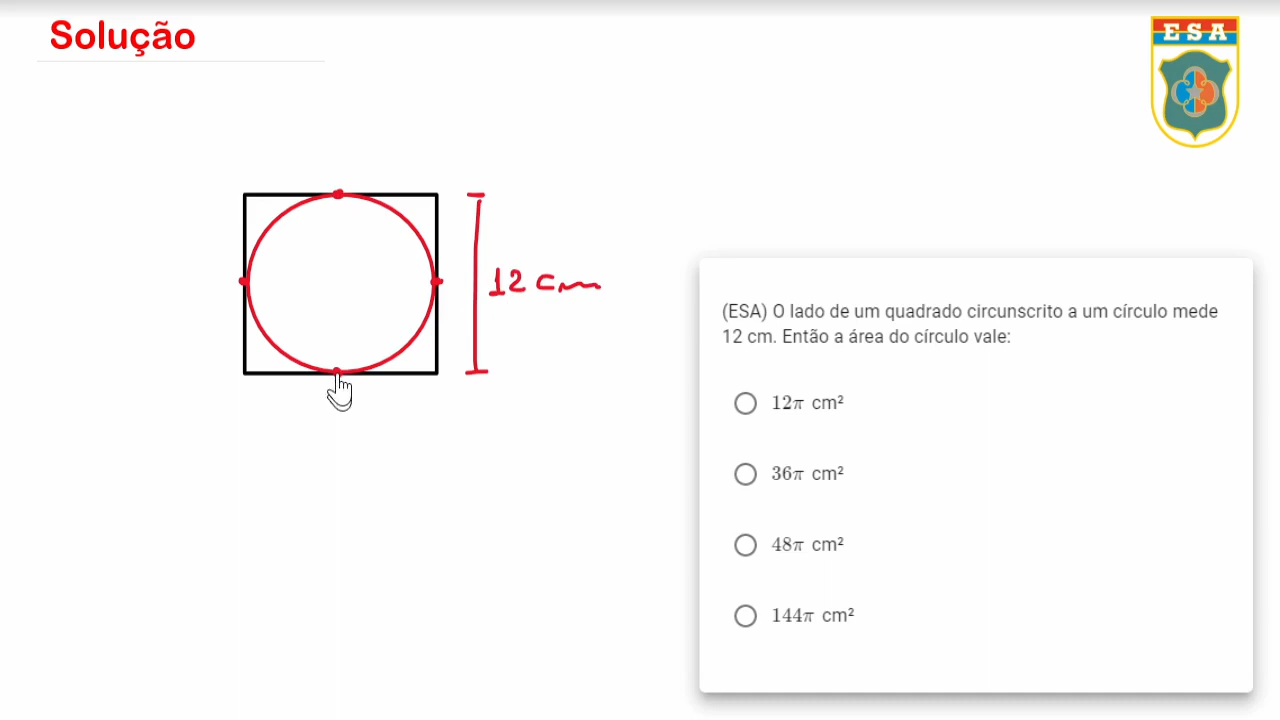 Solução
ESA
12 cm
(ESA) O lado de um quadrado circunscrito a um círculo mede
12 cm. Então a área do círculo vale:
12π cm²
36π cm²
48π cm²
144π cm²